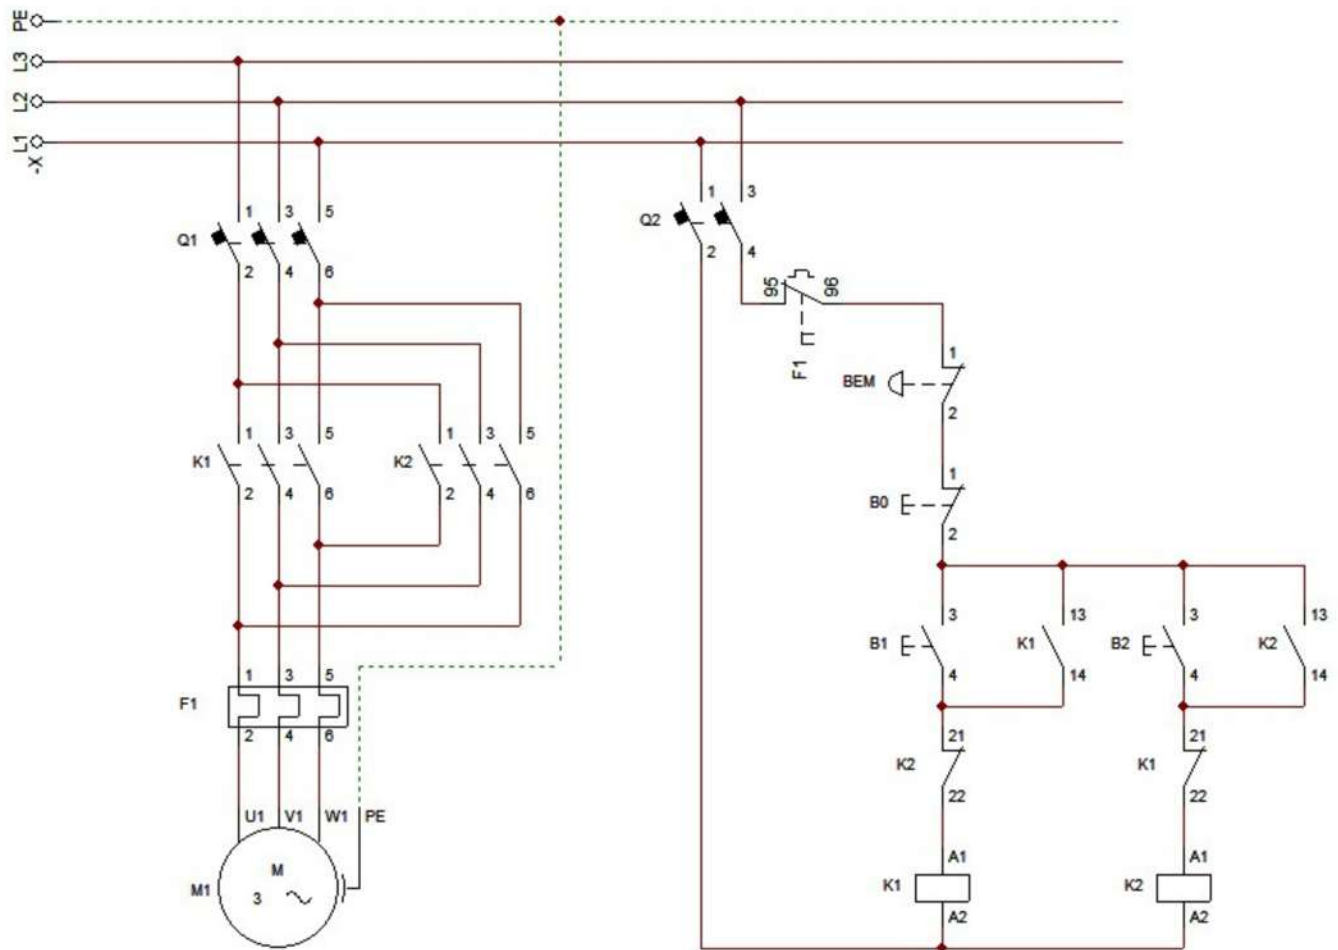 PE
L3
L2
L1
-X
1 3 5
1 3
Q1
Q2
2 4 6
2 4
95 96
F1
1
BEM
2
1 3 5
1 3 5
K1
K2
2 4 6
2 4 6
1
B0
2
3 13 3 13
B1 K1 B2 K2
4 14 4 14
1 3 5
F1
2 4 6
21 21
K2 K1
22 22
U1 V1 W1 PE
M
M1
3
A1 A1
K1 K2
A2 A2